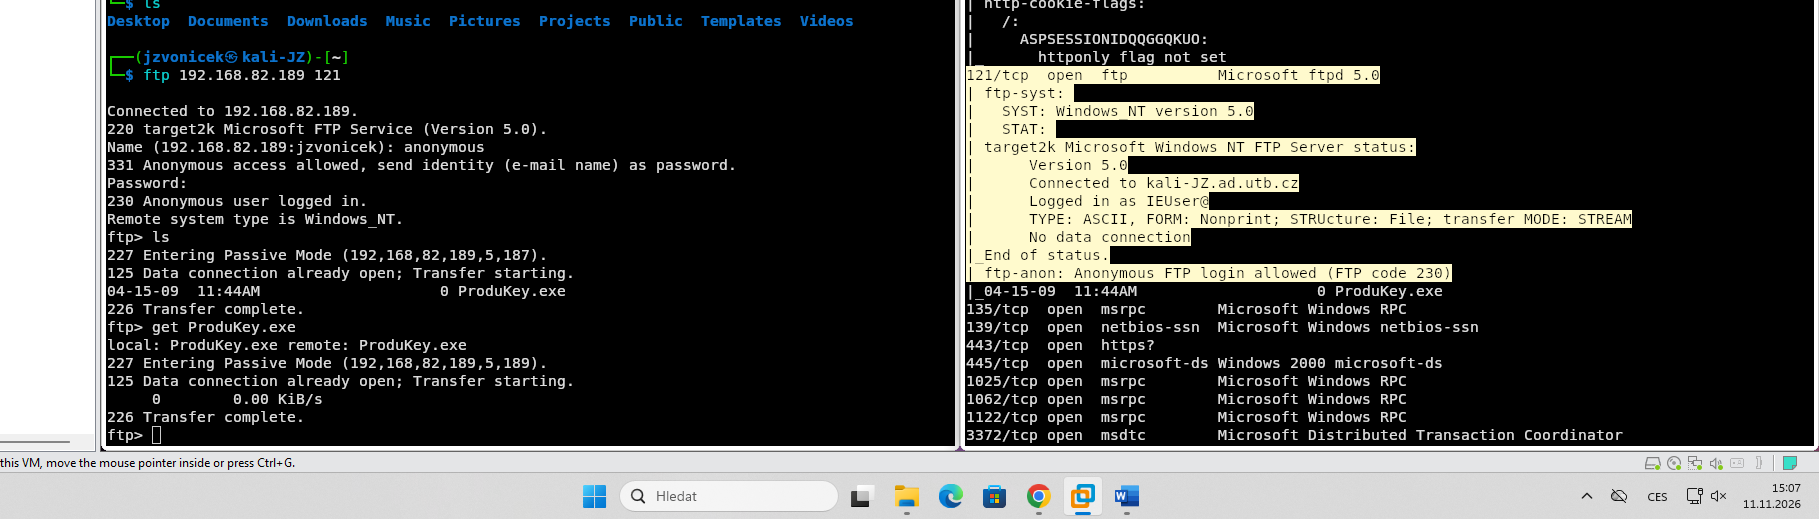 $ ls
Desktop  Documents  Downloads  Music  Pictures  Projects  Public  Templates  Videos
(jzvonicek㉿kali-JZ)-[~]
$ ftp 192.168.82.189 121
Connected to 192.168.82.189.
220 target2k Microsoft FTP Service (Version 5.0).
Name (192.168.82.189:jzvonicek): anonymous
331 Anonymous access allowed, send identity (e-mail name) as password.
Password:
230 Anonymous user logged in.
Remote system type is Windows_NT.
ftp> ls
227 Entering Passive Mode (192,168,82,189,5,187).
125 Data connection already open; Transfer starting.
04-15-09  11:44AM                    0 ProduKey.exe
226 Transfer complete.
ftp> get ProduKey.exe
local: ProduKey.exe remote: ProduKey.exe
227 Entering Passive Mode (192,168,82,189,5,189).
125 Data connection already open; Transfer starting.
     0        0.00 KiB/s
226 Transfer complete.
ftp>
| http-cookie-flags:
|   /:
|     ASPSESSIONIDQQGGQKUO:
|_      httponly flag not set
121/tcp  open  ftp          Microsoft ftpd 5.0
| ftp-syst:
|   SYST: Windows_NT version 5.0
|   STAT:
| target2k Microsoft Windows NT FTP Server status:
|      Version 5.0
|      Connected to kali-JZ.ad.utb.cz
|      Logged in as IEUser@
|      TYPE: ASCII, FORM: Nonprint; STRUcture: File; transfer MODE: STREAM
|      No data connection
|_End of status.
| ftp-anon: Anonymous FTP login allowed (FTP code 230)
|_04-15-09  11:44AM                    0 ProduKey.exe
135/tcp  open  msrpc        Microsoft Windows RPC
139/tcp  open  netbios-ssn  Microsoft Windows netbios-ssn
443/tcp  open  https?
445/tcp  open  microsoft-ds Windows 2000 microsoft-ds
1025/tcp open  msrpc        Microsoft Windows RPC
1062/tcp open  msrpc        Microsoft Windows RPC
1122/tcp open  msrpc        Microsoft Windows RPC
3372/tcp open  msdtc        Microsoft Distributed Transaction Coordinator
this VM, move the mouse pointer inside or press Ctrl+G.
Hledat
W
CES
15:07
11.11.2026